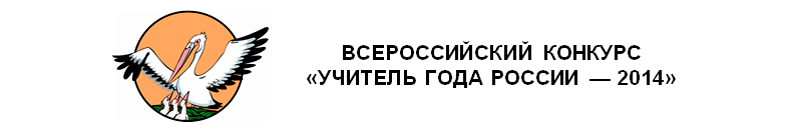 ВСЕРОССИЙСКИЙ КОНКУРС
«УЧИТЕЛЬ ГОДА РОССИИ — 2014»